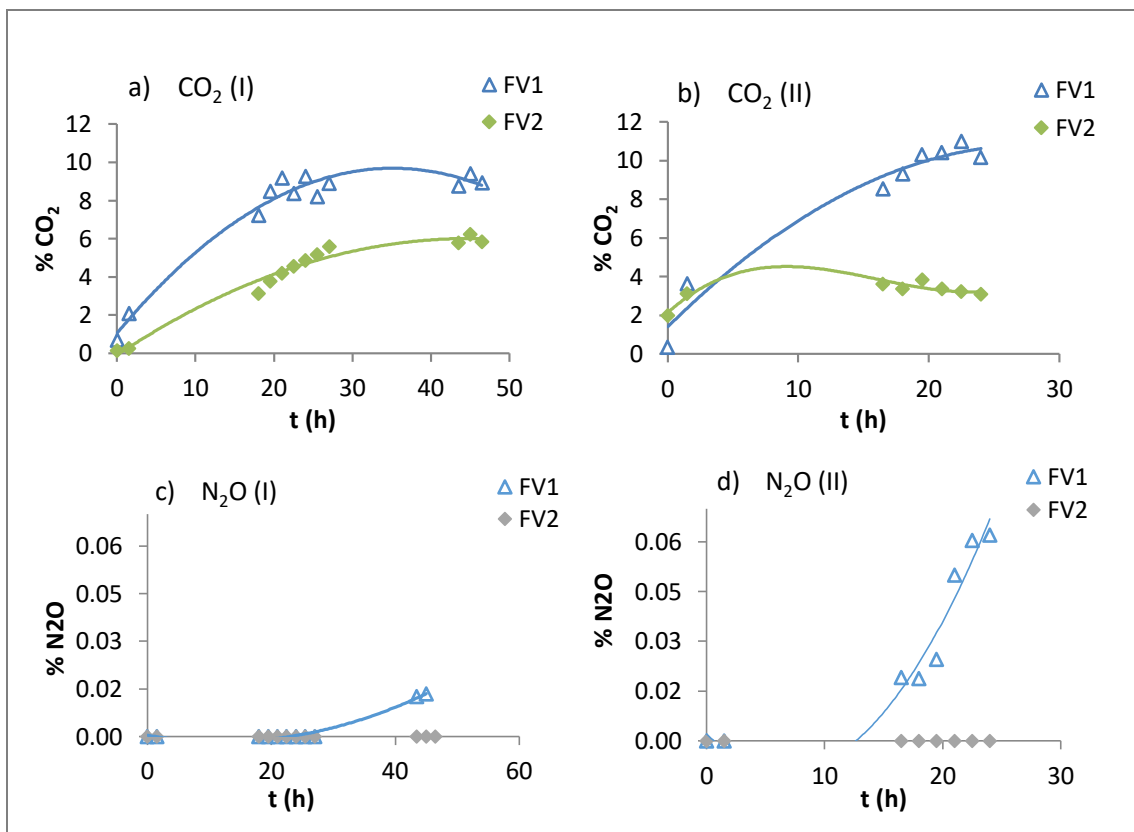 a) CO₂ (I)
FV1
FV2
12
10
8
6
4
2
0
% CO₂
0 10 20 30 40 50
t (h)
b) CO₂ (II)
FV1
FV2
12
10
8
6
4
2
0
% CO₂
0 10 20 30
t (h)
c) N₂O (I)
FV1
FV2
0.06
0.05
0.03
0.02
0.00
% N2O
0 20 40 60
t (h)
d) N₂O (II)
FV1
FV2
0.06
0.05
0.03
0.02
0.00
% N2O
0 10 20 30
t (h)